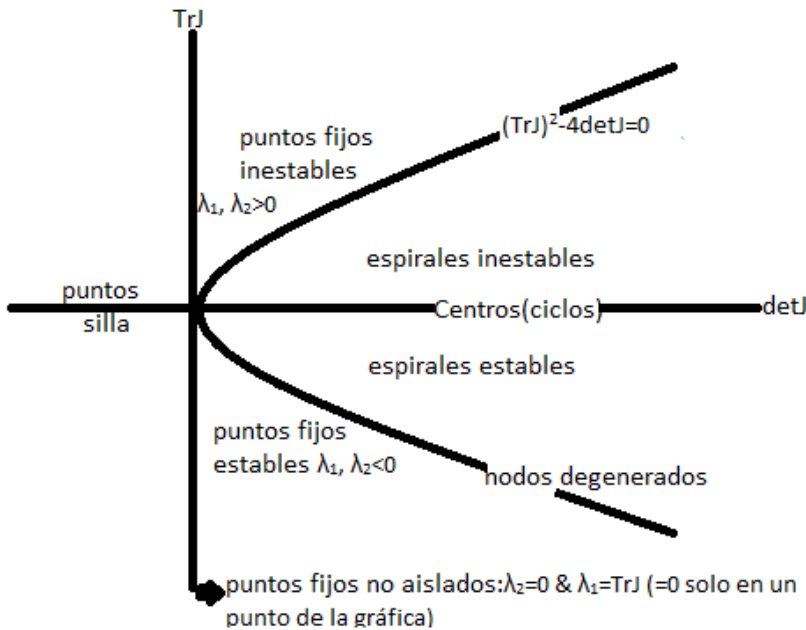 TrJ
(TrJ)²-4detJ=0
puntos fijos
inestables
λ₁, λ₂>0
espirales inestables
puntos
silla
Centros(ciclos)
detJ
espirales estables
puntos fijos
estables λ₁, λ₂<0
nodos degenerados
puntos fijos no aislados:λ₂=0 & λ₁=TrJ (=0 solo en un
punto de la gráfica)